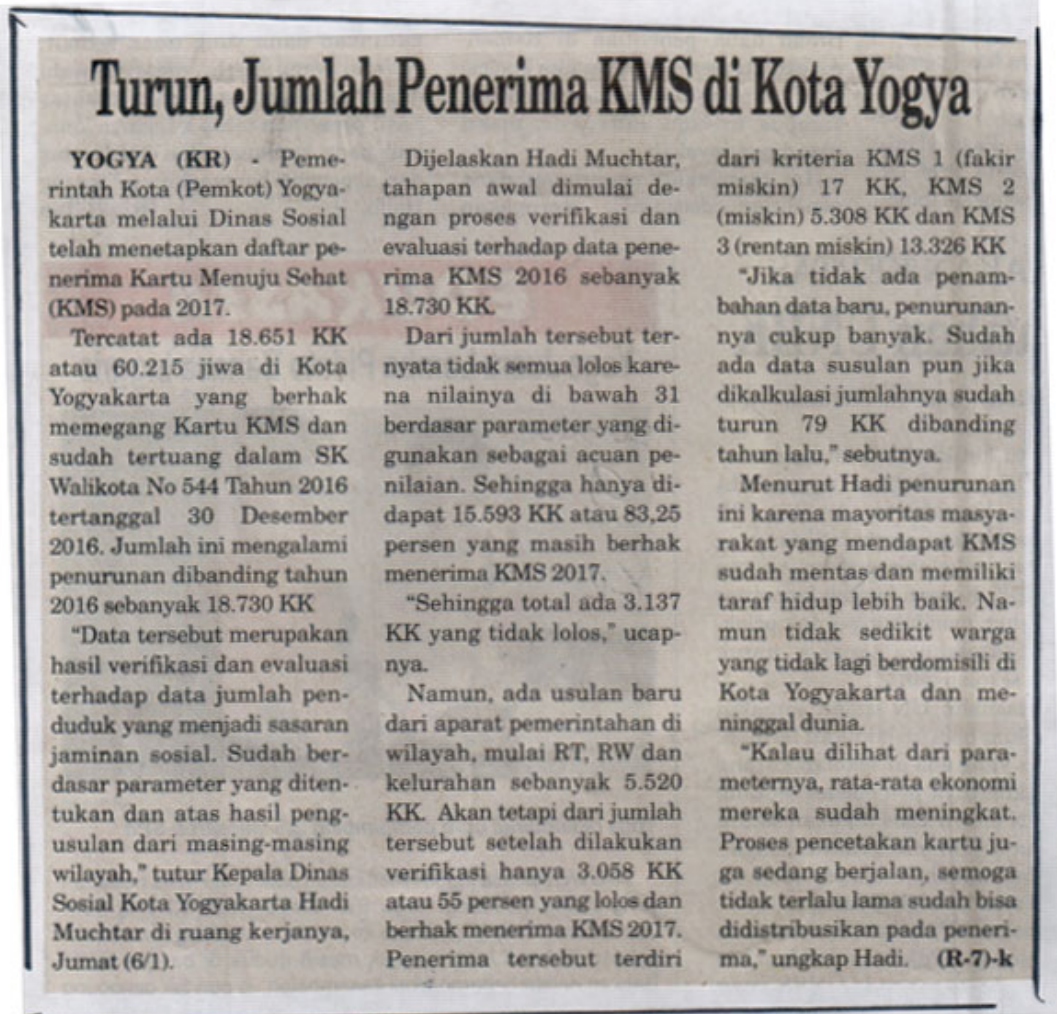 Turun, Jumlah Penerima KMS di Kota Yogya
YOGYA (KR) - Peme-
rintah Kota (Pemkot) Yogya-
karta melalui Dinas Sosial
telah menetapkan daftar pe-
nerima Kartu Menuju Sehat
(KMS) pada 2017.
Tercatat ada 18.651 KK
atau 60.215 jiwa di Kota
Yogyakarta yang berhak
memegang Kartu KMS dan
sudah tertuang dalam SK
Walikota No 544 Tahun 2016
tertanggal 30 Desember
2016. Jumlah ini mengalami
penurunan dibanding tahun
2016 sebanyak 18.730 KK
"Data tersebut merupakan
hasil verifikasi dan evaluasi
terhadap data jumlah pen-
duduk yang menjadi sasaran
jaminan sosial. Sudah ber-
dasar parameter yang diten-
tukan dan atas hasil peng-
usulan dari masing-masing
wilayah," tutur Kepala Dinas
Sosial Kota Yogyakarta Hadi
Muchtar di ruang kerjanya,
Jumat (6/1).
Dijelaskan Hadi Muchtar,
tahapan awal dimulai de-
ngan proses verifikasi dan
evaluasi terhadap data pene-
rima KMS 2016 sebanyak
18.730 KK.
Dari jumlah tersebut ter-
nyata tidak semua lolos kare-
na nilainya di bawah 31
berdasar parameter yang di-
gunakan sebagai acuan pe-
nilaian. Sehingga hanya di-
dapat 15.593 KK atau 83,25
persen yang masih berhak
menerima KMS 2017.
"Sehingga total ada 3.137
KK yang tidak lolos," ucap-
nya.
Namun, ada usulan baru
dari aparat pemerintahan di
wilayah, mulai RT, RW dan
kelurahan sebanyak 5.520
KK. Akan tetapi dari jumlah
tersebut setelah dilakukan
verifikasi hanya 3.058 KK
atau 55 persen yang lolos dan
berhak menerima KMS 2017.
Penerima tersebut terdiri
dari kriteria KMS 1 (fakir
miskin) 17 KK, KMS 2
(miskin) 5.308 KK dan KMS
3 (rentan miskin) 13.326 KK
"Jika tidak ada penam-
bahan data baru, penurunan-
nya cukup banyak. Sudah
ada data susulan pun jika
dikalkulasi jumlahnya sudah
turun 79 KK dibanding
tahun lalu," sebutnya.
Menurut Hadi penurunan
ini karena mayoritas masya-
rakat yang mendapat KMS
sudah mentas dan memiliki
taraf hidup lebih baik. Na-
mun tidak sedikit warga
yang tidak lagi berdomisili di
Kota Yogyakarta dan me-
ninggal dunia.
"Kalau dilihat dari para-
meternya, rata-rata ekonomi
mereka sudah meningkat.
Proses pencetakan kartu ju-
ga sedang berjalan, semoga
tidak terlalu lama sudah bisa
didistribusikan pada peneri-
ma," ungkap Hadi. (R-7)-k